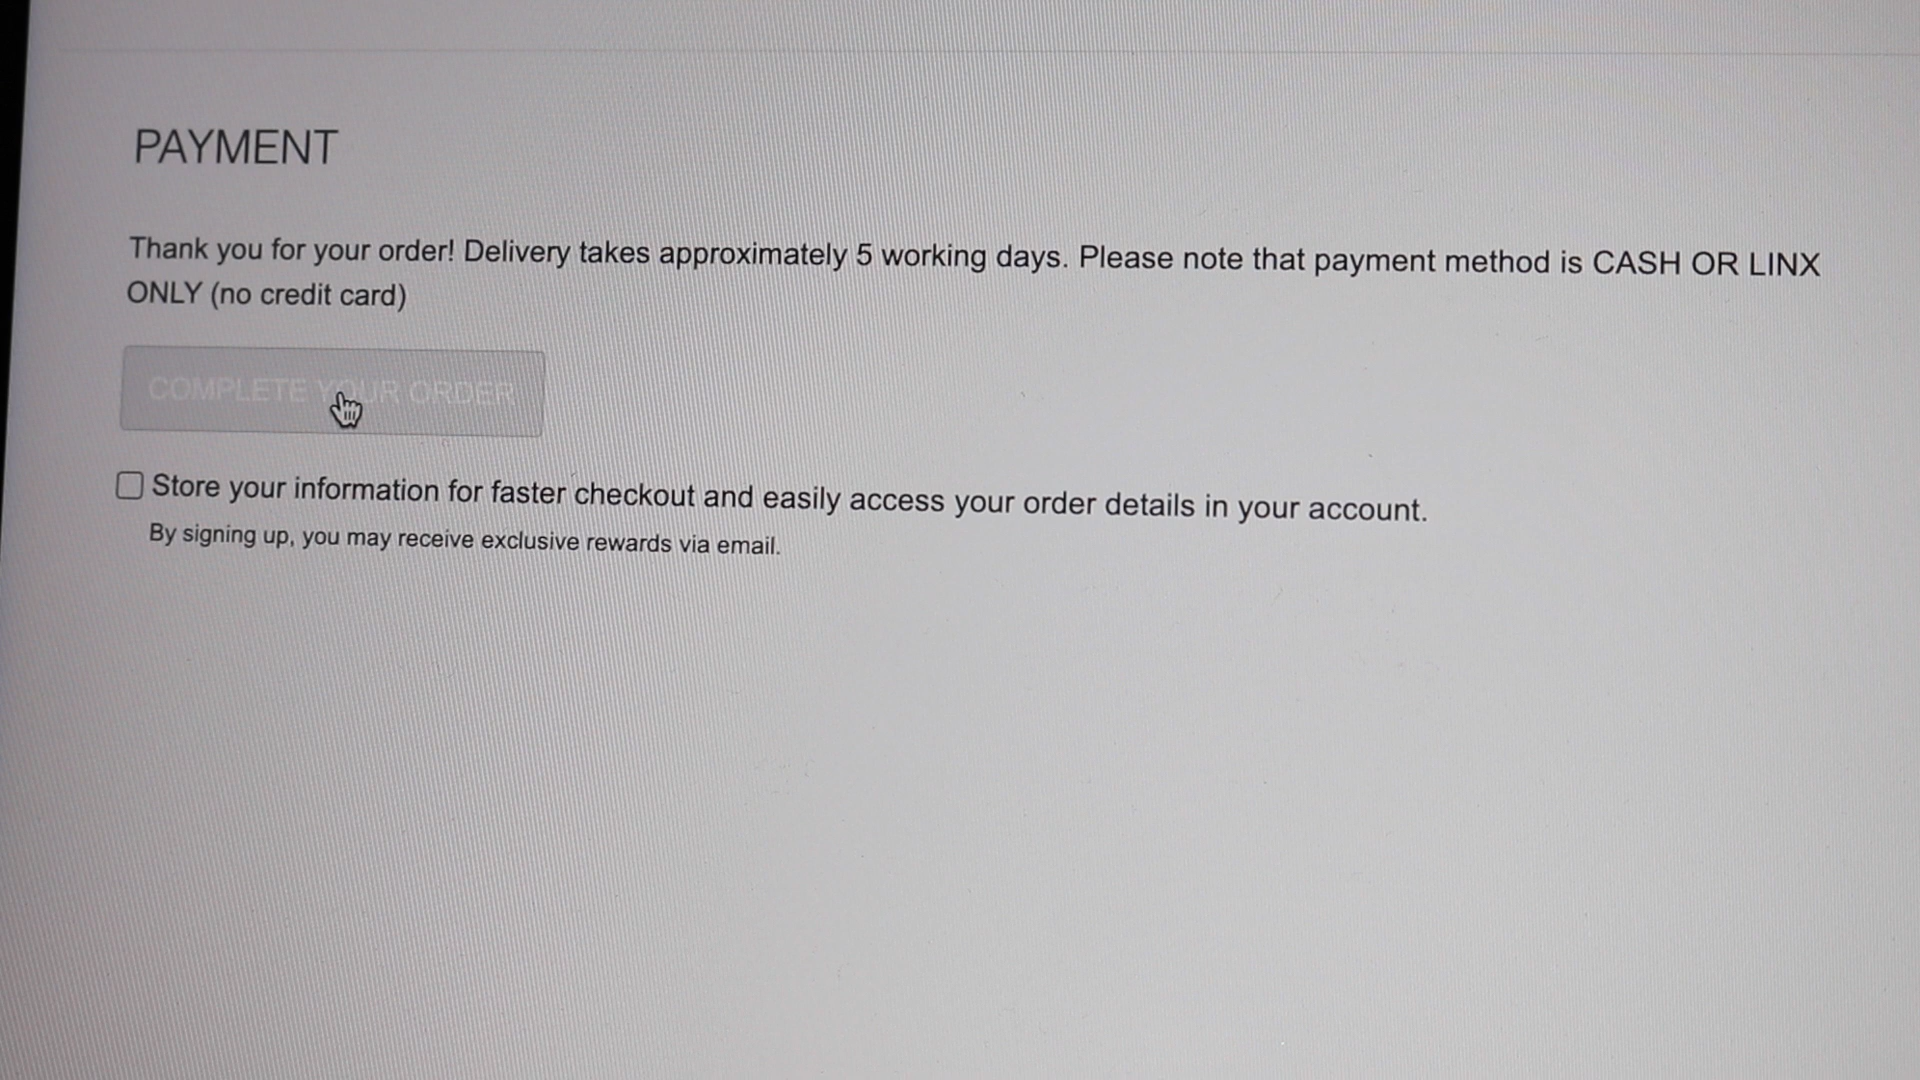 PAYMENT
Thank you for your order! Delivery takes approximately 5 working days. Please note that payment method is CASH OR LINX
ONLY (no credit card)
COMPLETE YOUR ORDER
Store your information for faster checkout and easily access your order details in your account.
By signing up, you may receive exclusive rewards via email.